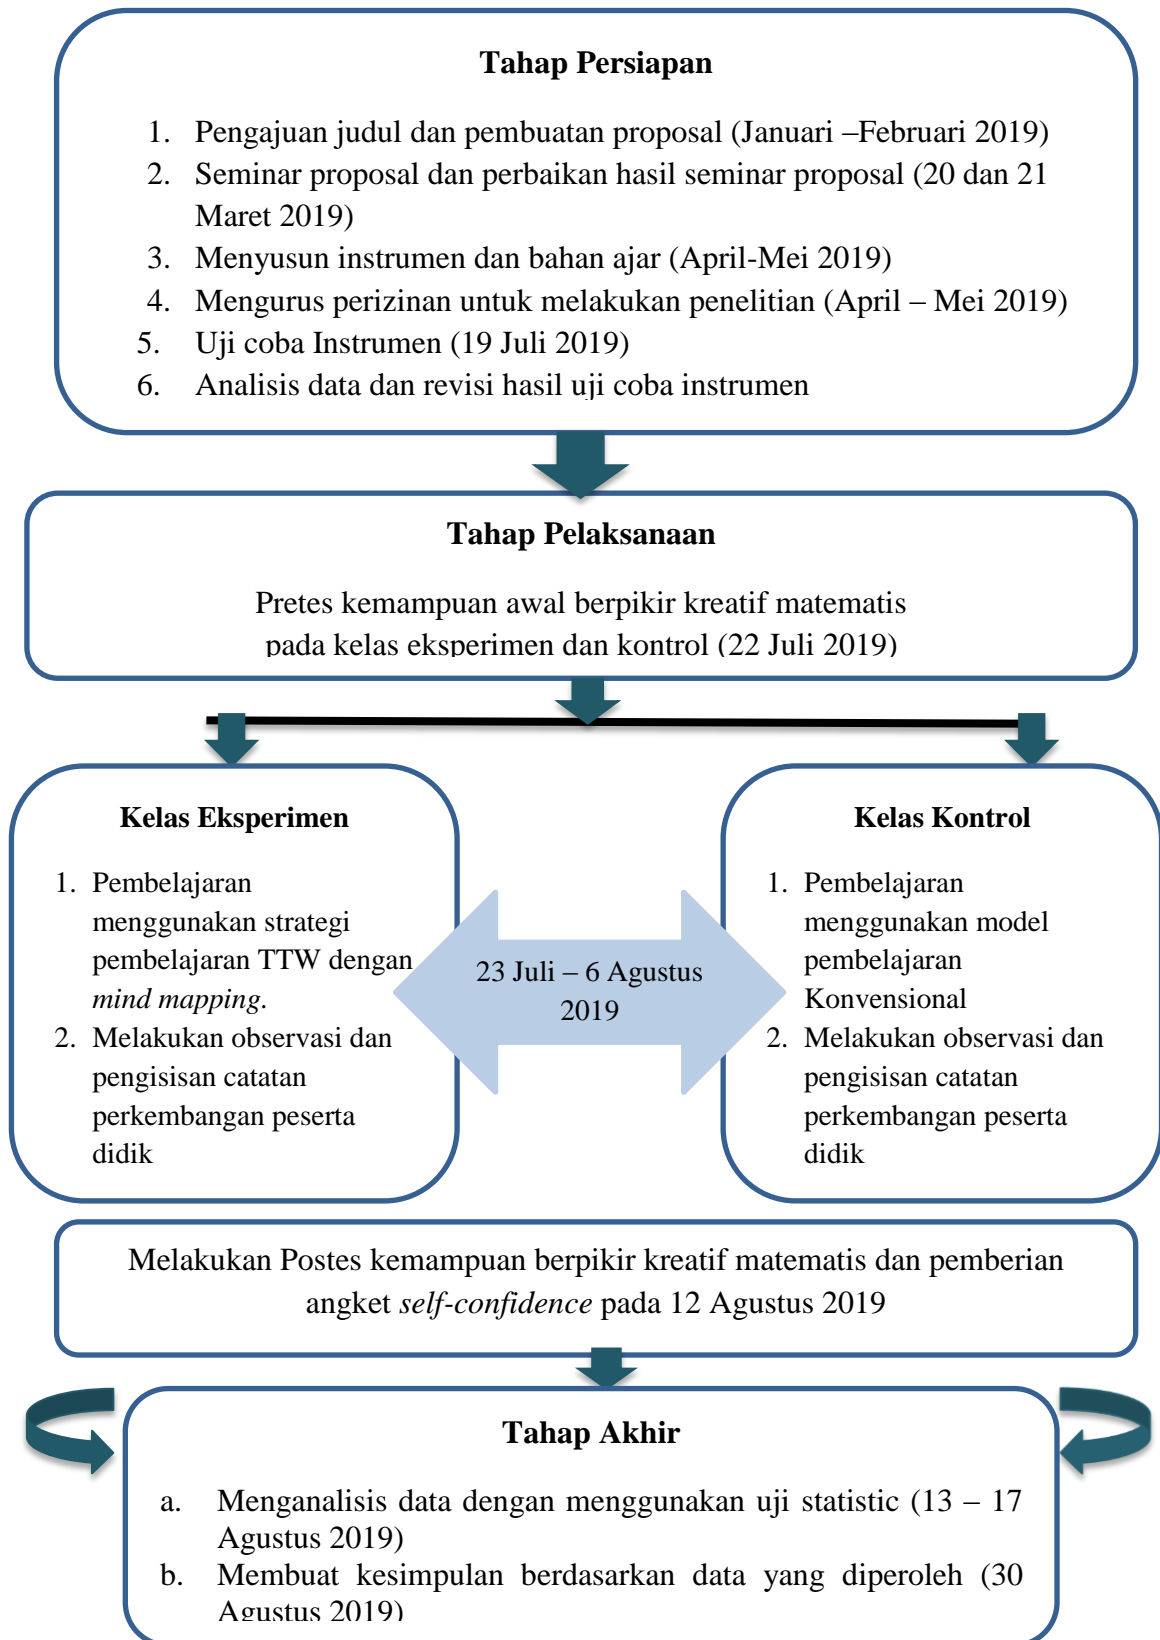 Tahap Persiapan
1. Pengajuan judul dan pembuatan proposal (Januari –Februari 2019)
2. Seminar proposal dan perbaikan hasil seminar proposal (20 dan 21
Maret 2019)
3. Menyusun instrumen dan bahan ajar (April-Mei 2019)
4. Mengurus perizinan untuk melakukan penelitian (April – Mei 2019)
5. Uji coba Instrumen (19 Juli 2019)
6. Analisis data dan revisi hasil uji coba instrumen
Tahap Pelaksanaan
Pretes kemampuan awal berpikir kreatif matematis
pada kelas eksperimen dan kontrol (22 Juli 2019)
Kelas Eksperimen
1. Pembelajaran
menggunakan strategi
pembelajaran TTW dengan
mind mapping.
2. Melakukan observasi dan
pengisisan catatan
perkembangan peserta
didik
23 Juli – 6 Agustus
2019
Kelas Kontrol
1. Pembelajaran
menggunakan model
pembelajaran
Konvensional
2. Melakukan observasi dan
pengisisan catatan
perkembangan peserta
didik
Melakukan Postes kemampuan berpikir kreatif matematis dan pemberian
angket self-confidence pada 12 Agustus 2019
Tahap Akhir
a. Menganalisis data dengan menggunakan uji statistic (13 – 17
Agustus 2019)
b. Membuat kesimpulan berdasarkan data yang diperoleh (30
Agustus 2019)